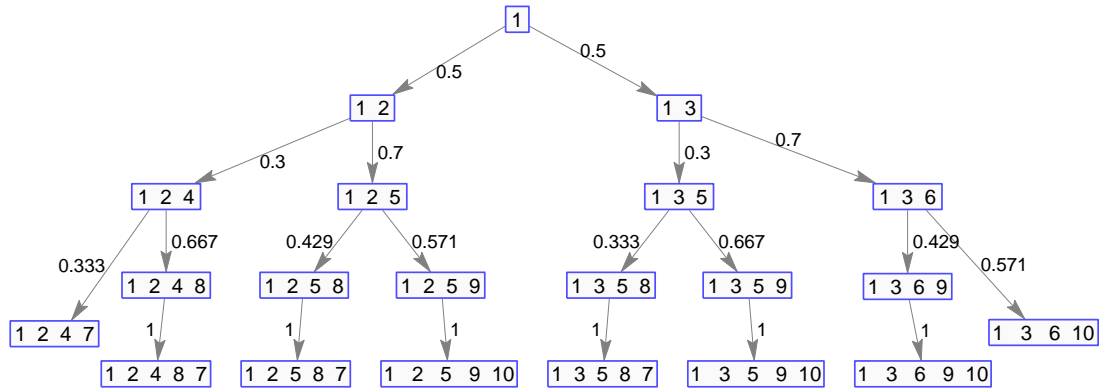 1
0.5 0.5
1 2 1 3
0.3 0.7 0.3 0.7
1 2 4 1 2 5 1 3 5 1 3 6
0.333 0.667 0.429 0.571 0.333 0.667 0.429 0.571
1 2 4 8 1 2 5 8 1 2 5 9 1 3 5 8 1 3 5 9 1 3 6 9
1 2 4 7 1 1 1 1 1 1 1 3 6 10
1 2 4 8 7 1 2 5 8 7 1 2 5 9 10 1 3 5 8 7 1 3 5 9 10 1 3 6 9 10